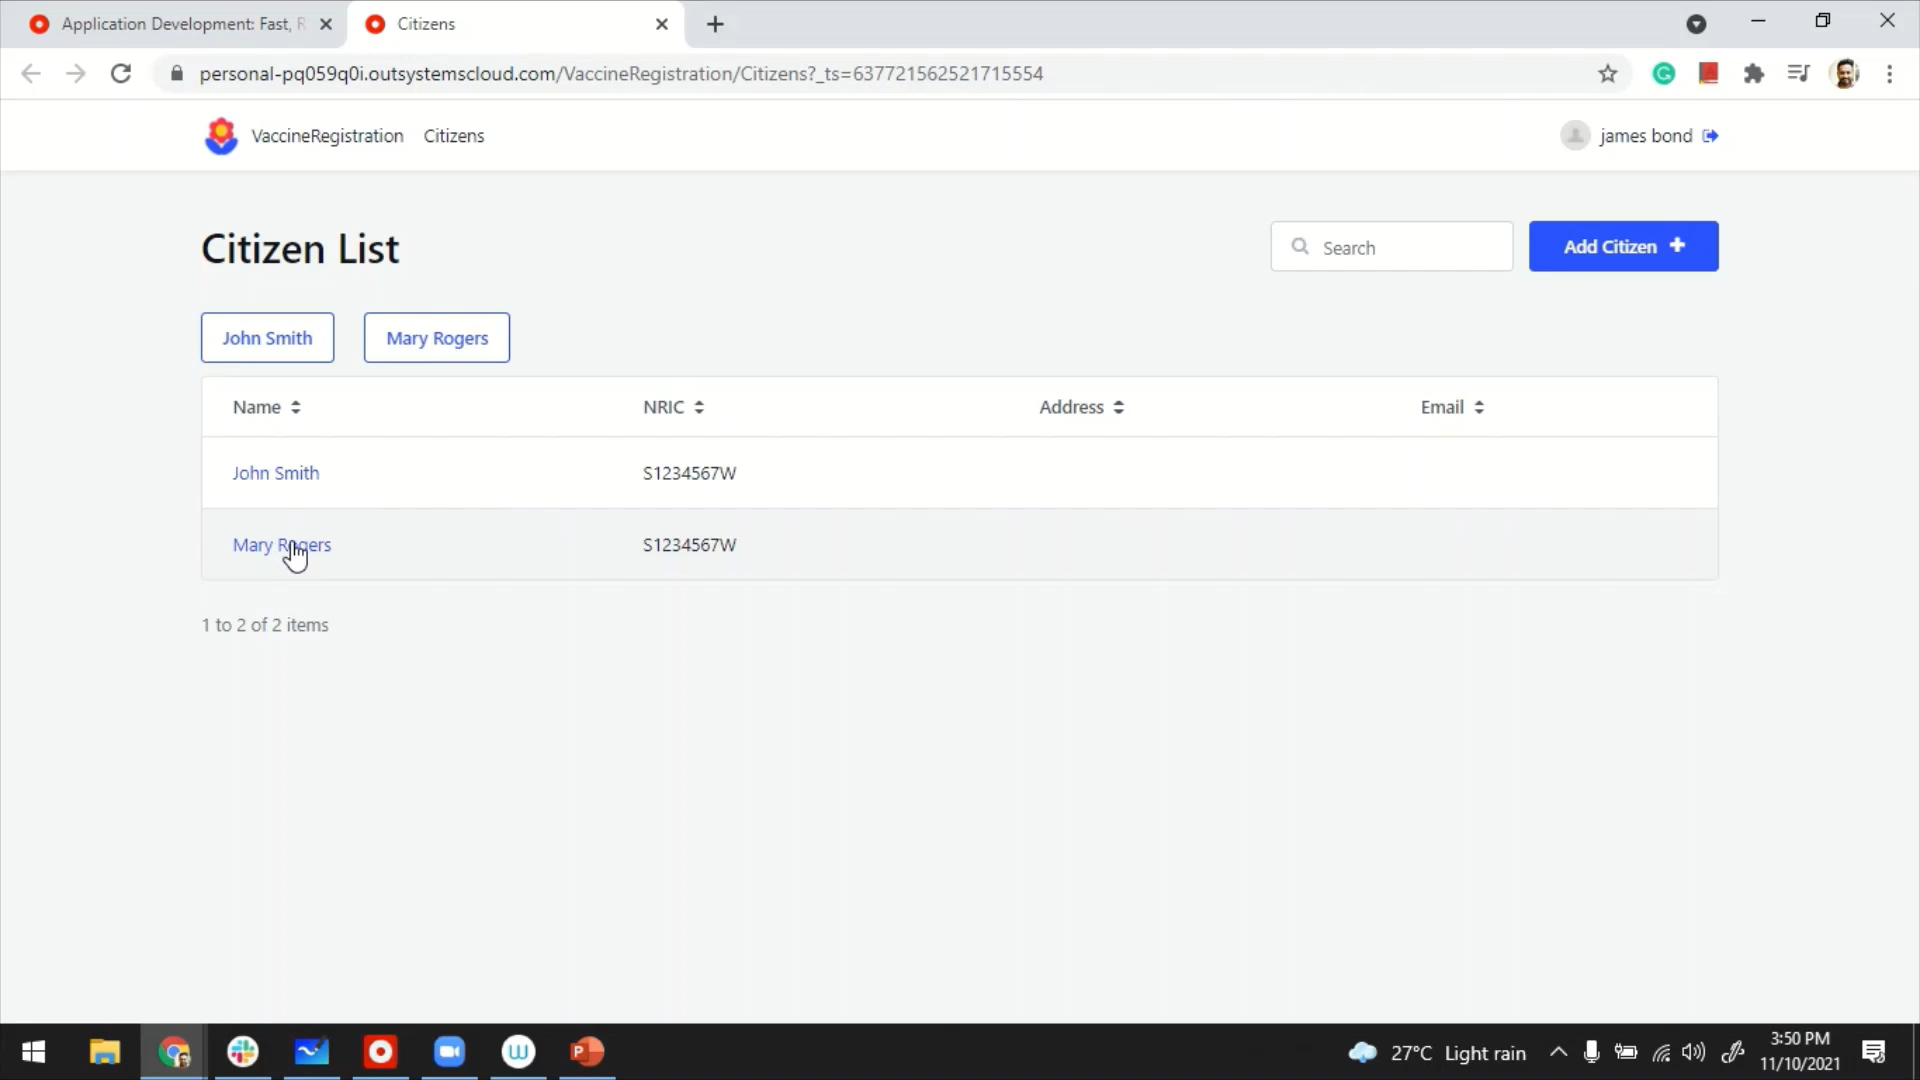 Application Development: Fast, R
Citizens
personal-pq059q0i.outsystemscloud.com/VaccineRegistration/Citizens?_ts=637721562521715554
VaccineRegistration Citizens
james bond
Citizen List
Search
Add Citizen
John Smith
Mary Rogers
Name NRIC Address Email
John Smith S1234567W
Mary Rogers S1234567W
1 to 2 of 2 items
27°C Light rain
3:50 PM
11/10/2021